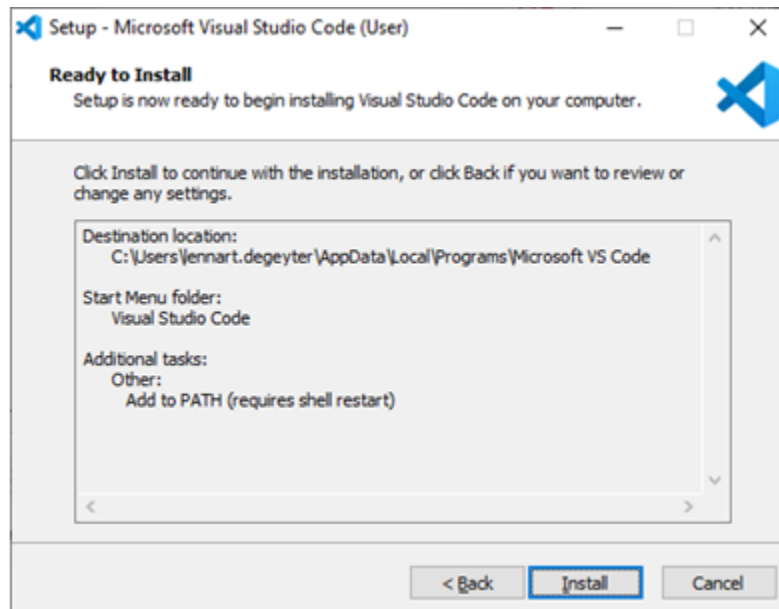 Setup - Microsoft Visual Studio Code (User)
Ready to Install
Setup is now ready to begin installing Visual Studio Code on your computer.
Click Install to continue with the installation, or click Back if you want to review or
change any settings.
Destination location:
C:\Users\lennart.degeyter\AppData\Local\Programs\Microsoft VS Code
Start Menu folder:
Visual Studio Code
Additional tasks:
Other:
Add to PATH (requires shell restart)
< Back
Install
Cancel